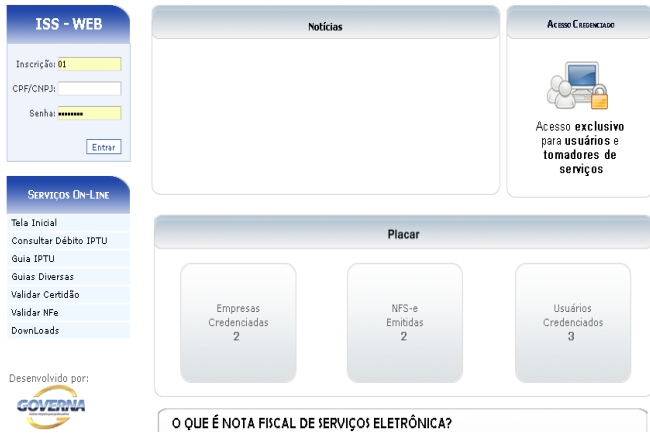 ISS - WEB
Inscrição: 01
CPF/CNPJ:
Senha: ••••••••
Entrar
Notícias
Acesso Credenciado
Acesso exclusivo
para usuários e
tomadores de
serviços
Serviços On-Line
Tela Inicial
Consultar Débito IPTU
Guia IPTU
Guias Diversas
Validar Certidão
Validar NFe
DownLoads
Placar
Empresas
Credenciadas
2
NFS-e
Emitidas
2
Usuários
Credenciados
3
Desenvolvido por:
GOVERNA
O QUE É NOTA FISCAL DE SERVIÇOS ELETRÔNICA?